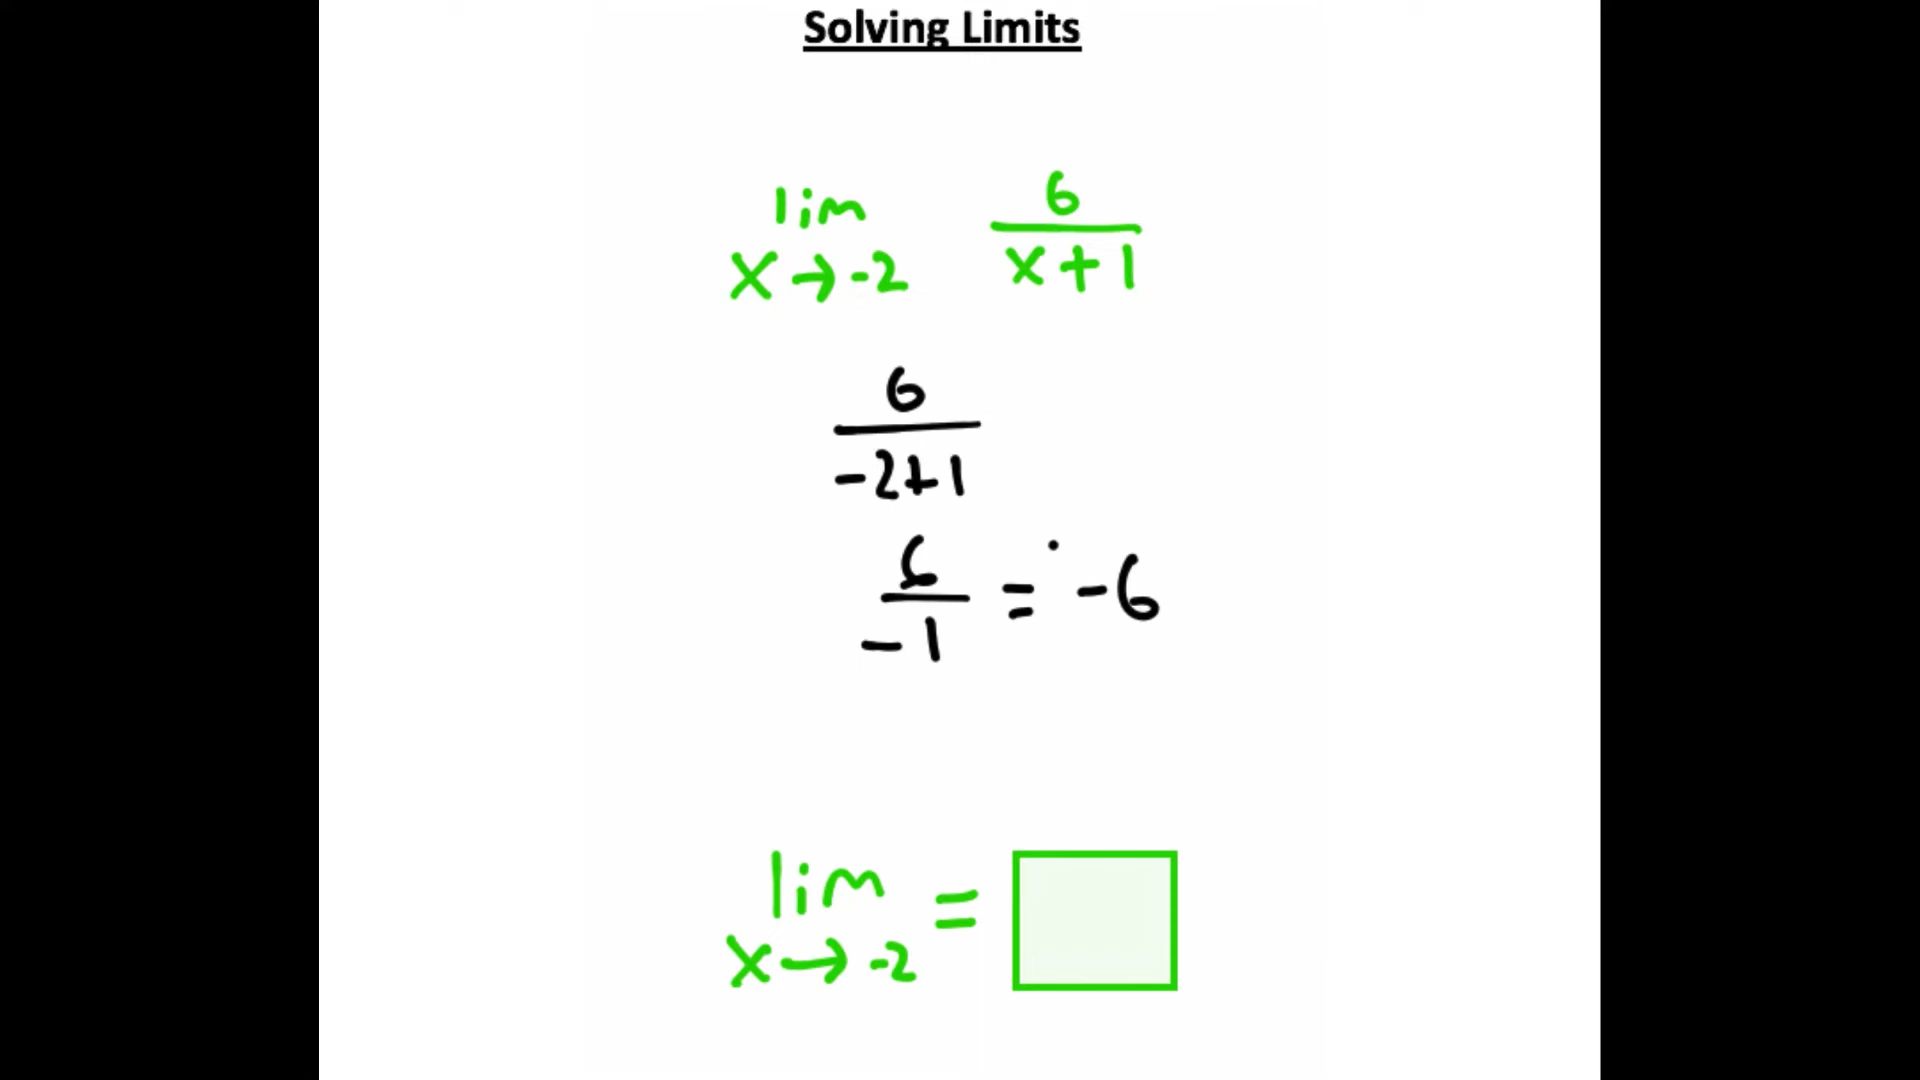 Solving Limits
lim 6
x→-2 x+1
6
-2+1
6
-1 = -6
lim =
x→-2